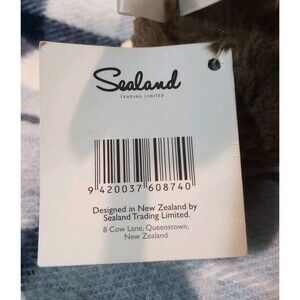 Sealand
TRADING LIMITED
9 420037 608740
Designed in New Zealand by
Sealand Trading Limited.
8 Cow Lane, Queenstown,
New Zealand